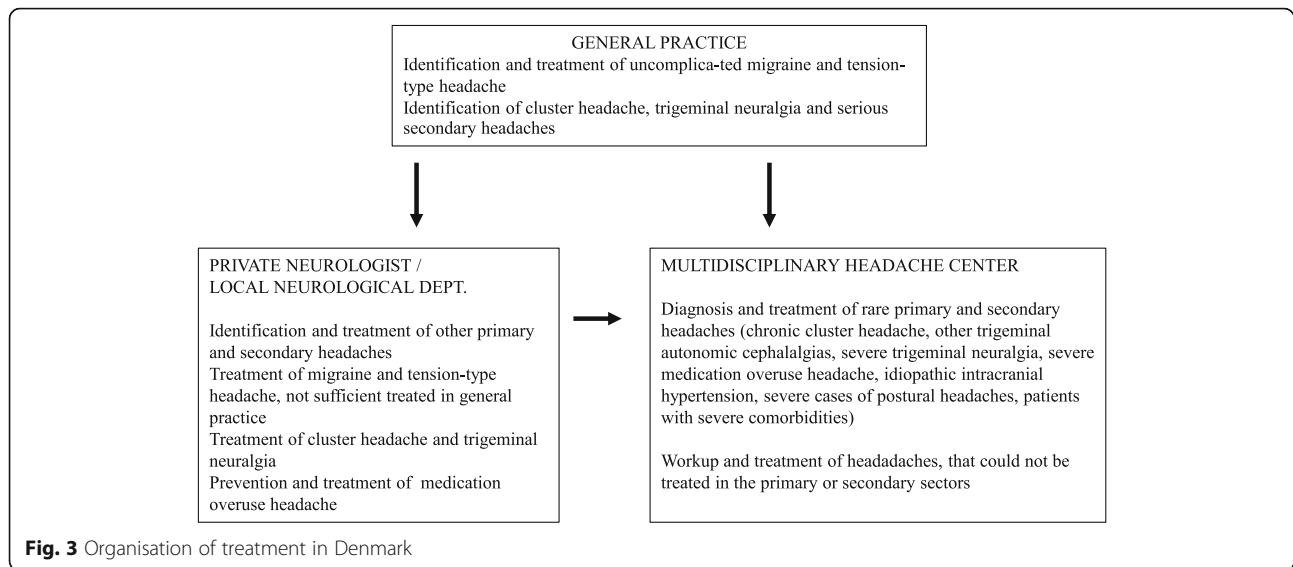 GENERAL PRACTICE
Identification and treatment of uncomplica-ted migraine and tension-
type headache
Identification of cluster headache, trigeminal neuralgia and serious
secondary headaches
PRIVATE NEUROLOGIST /
LOCAL NEUROLOGICAL DEPT.
Identification and treatment of other primary
and secondary headaches
Treatment of migraine and tension-type
headache, not sufficient treated in general
practice
Treatment of cluster headache and trigeminal
neuralgia
Prevention and treatment of medication
overuse headache
MULTIDISCIPLINARY HEADACHE CENTER
Diagnosis and treatment of rare primary and secondary
headaches (chronic cluster headache, other trigeminal
autonomic cephalalgias, severe trigeminal neuralgia, severe
medication overuse headache, idiopathic intracranial
hypertension, severe cases of postural headaches, patients
with severe comorbidities)
Workup and treatment of headadaches, that could not be
treated in the primary or secondary sectors
Fig. 3 Organisation of treatment in Denmark